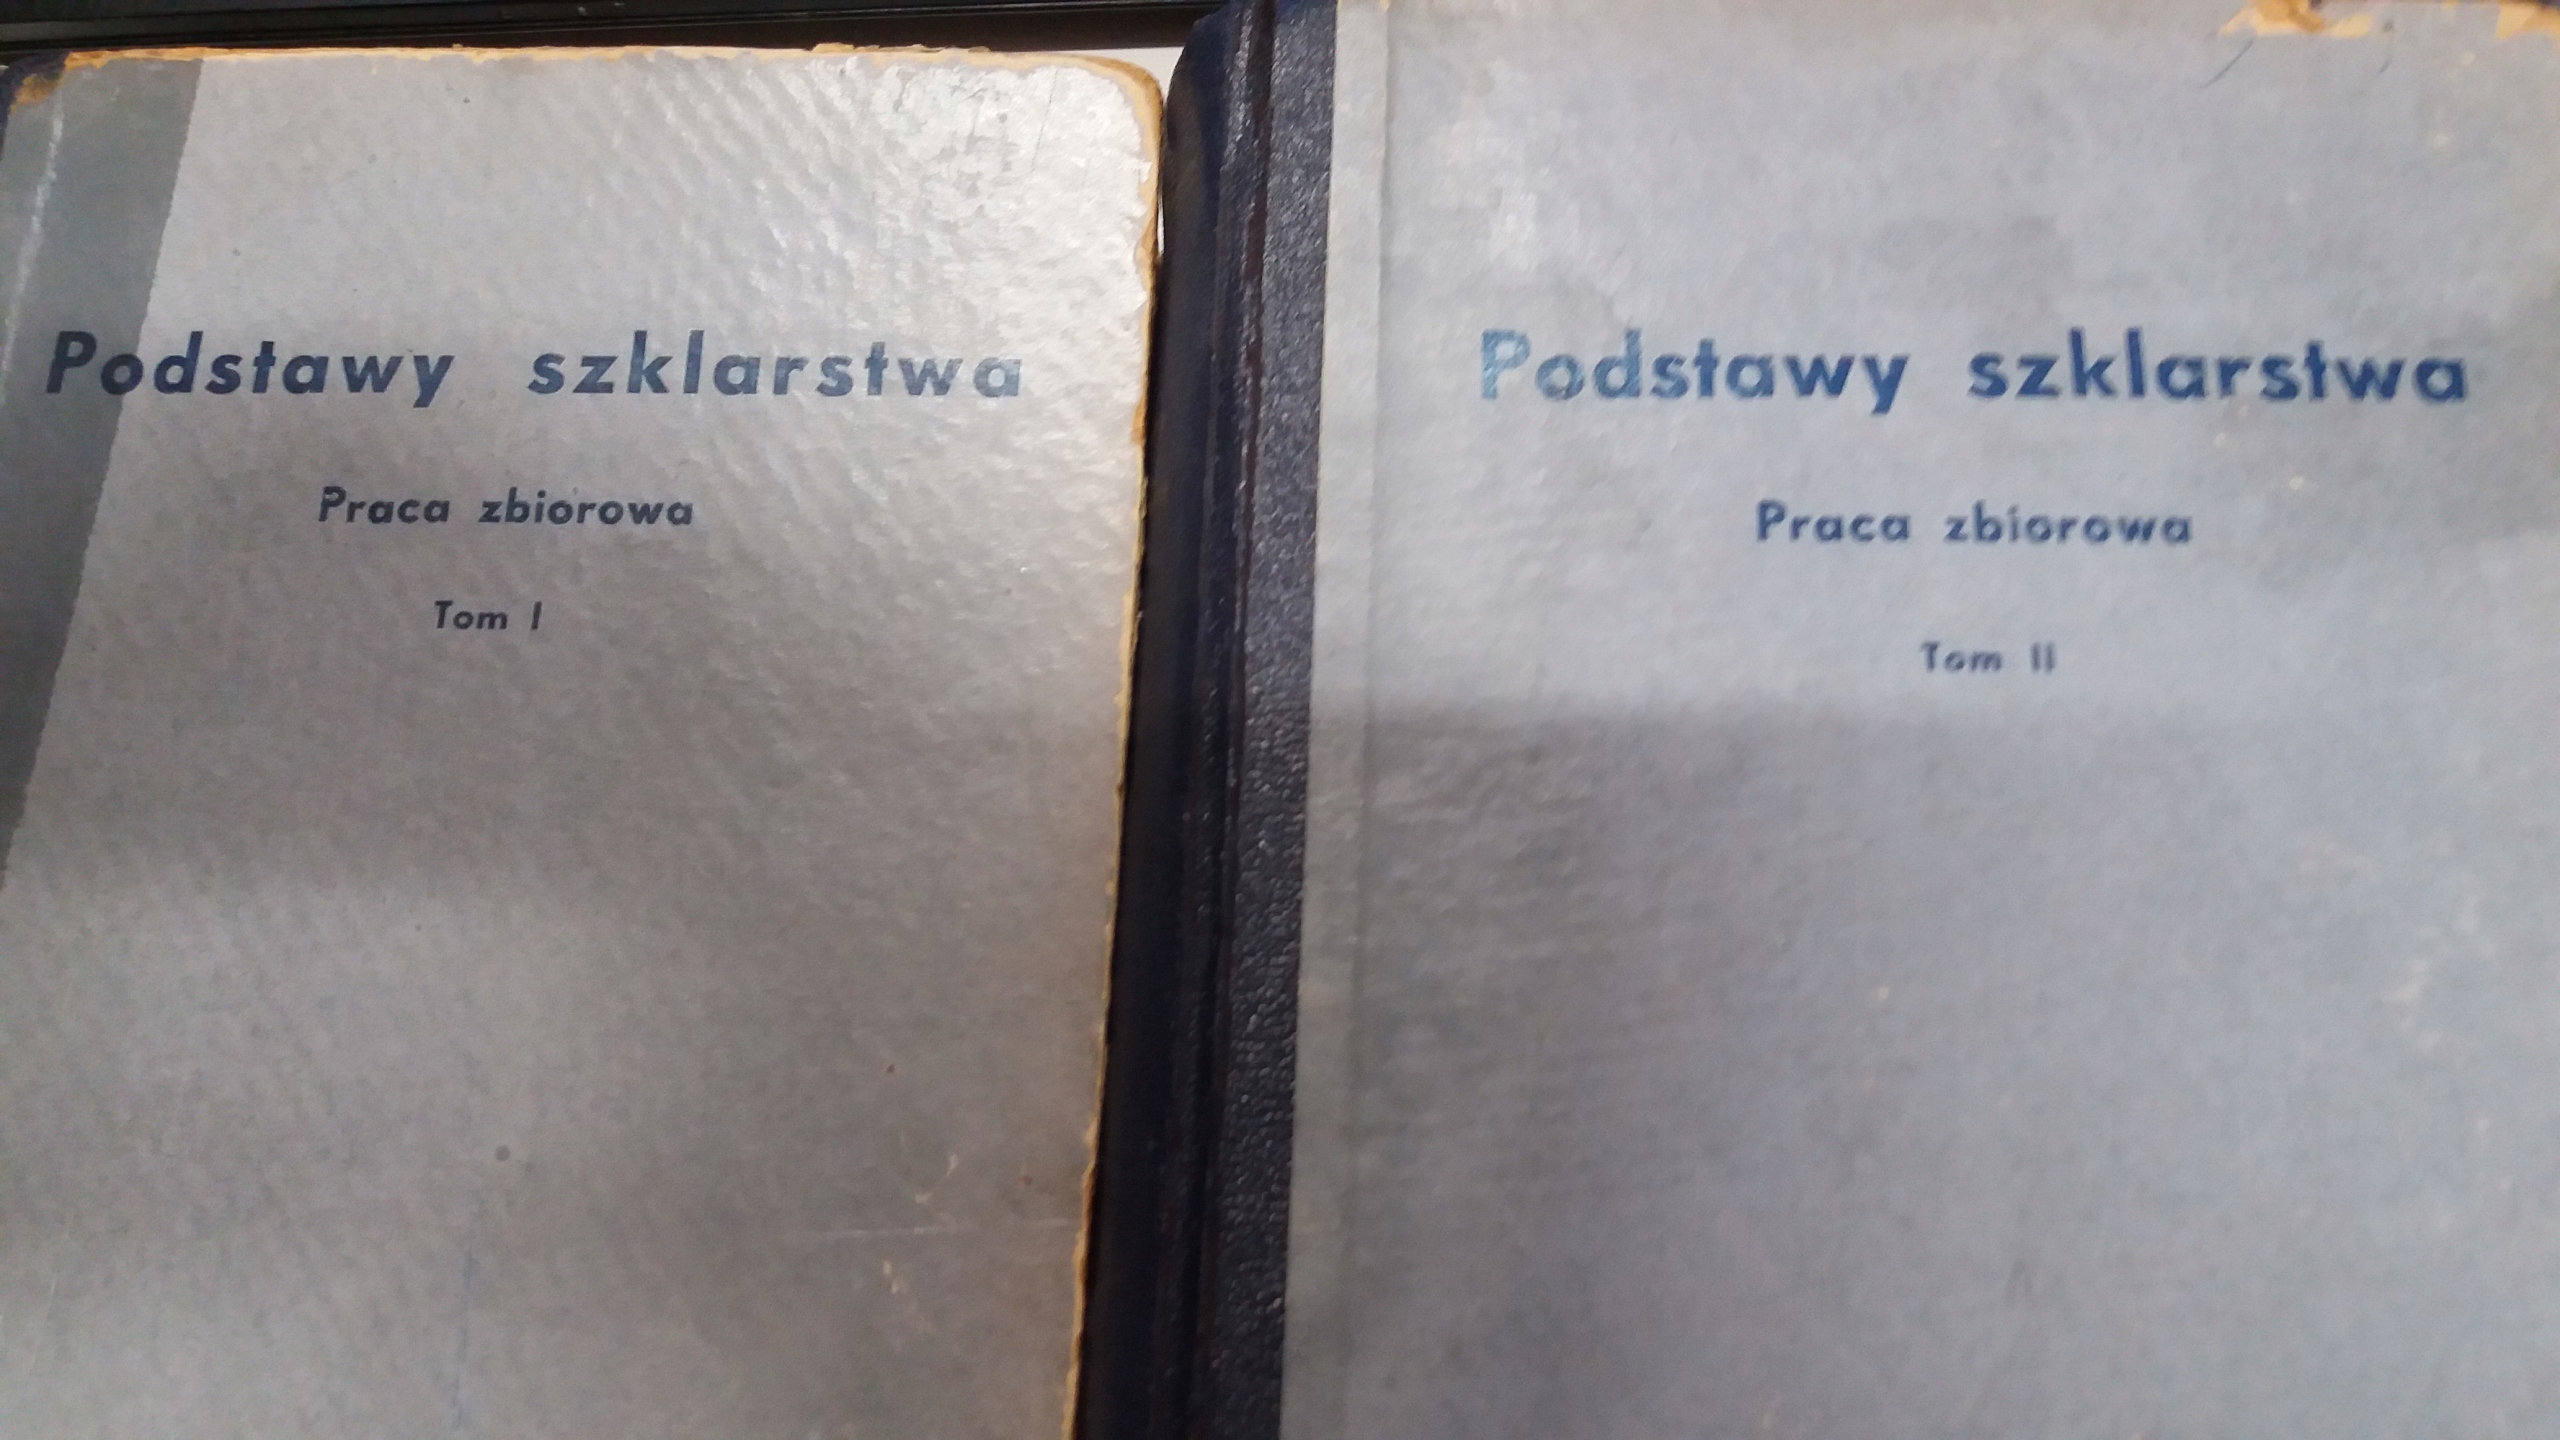 Podstawy szklarstwa
Praca zbiorowa
Tom I
Podstawy szklarstwa
Praca zbiorowa
Tom II